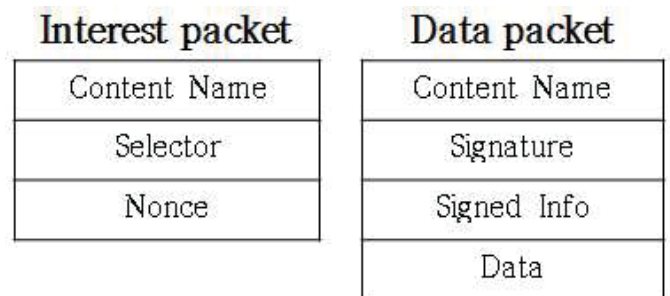 Interest packet
Content Name
Selector
Nonce
Data packet
Content Name
Signature
Signed Info
Data